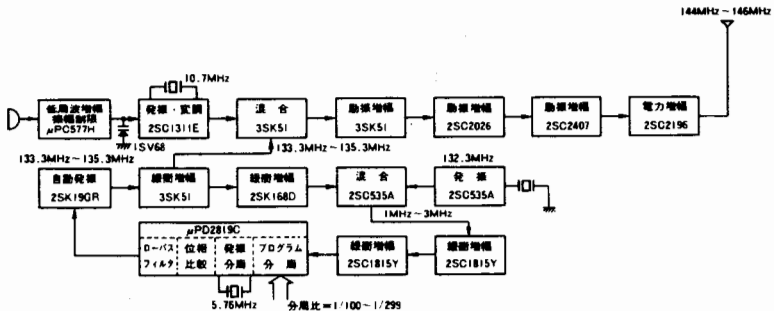 144MHz~146MHz
10.7MHz
低周波増幅
振幅制限
μPC577H
発振・変調
2SC1311E
混合
3SK51
励振増幅
3SK51
励振増幅
2SC2026
励振増幅
2SC2407
電力増幅
2SC2196
1SV68
133.3MHz~135.3MHz
133.3MHz~135.3MHz
132.3MHz
自動発振
2SK19GR
緩衝増幅
3SK51
緩衝増幅
2SK168D
混合
2SC535A
発振
2SC535A
1MHz~3MHz
μPD2819C
ローパス
フィルタ
位相
比較
発振
分周
プログラム
分周
緩衝増幅
2SC1815Y
緩衝増幅
2SC1815Y
5.76MHz
分周比=1/100~1/299